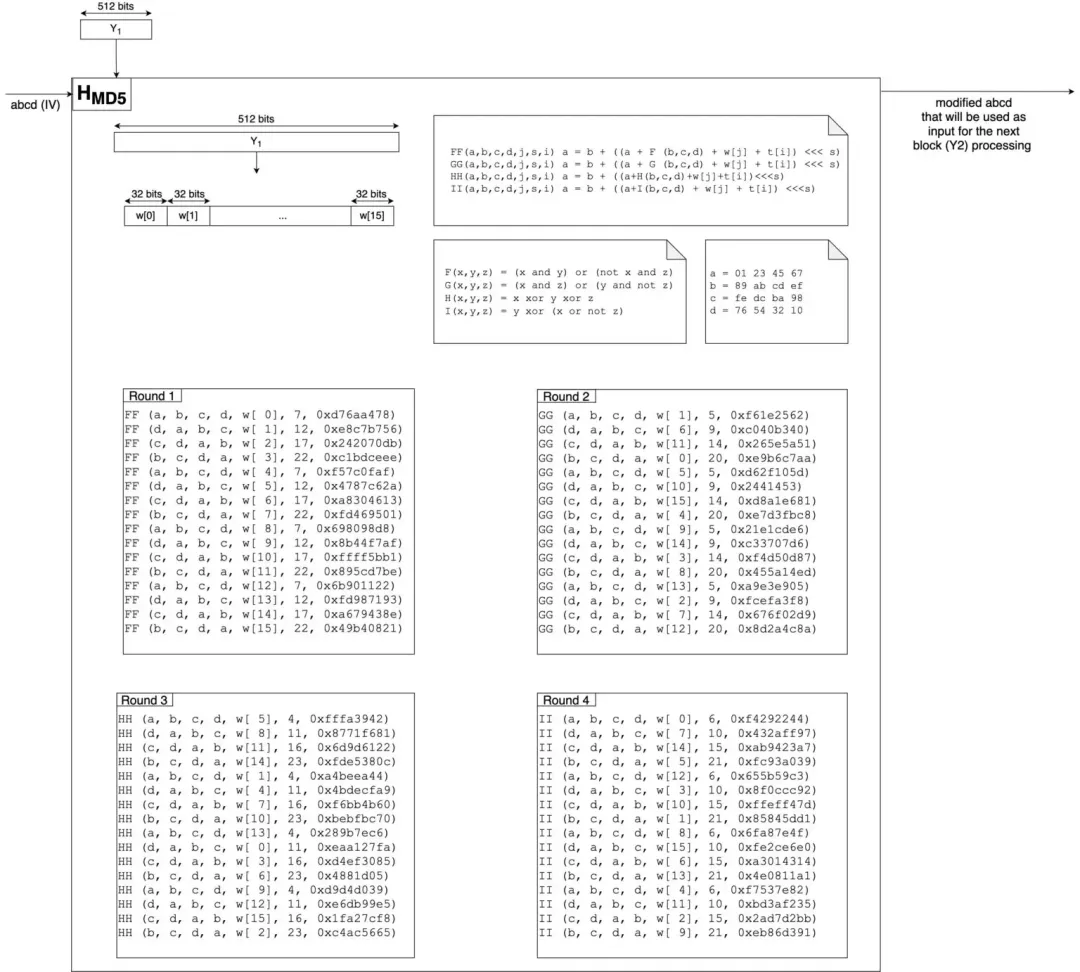 512 bits
Y1
abcd (IV)
HMD5
modified abcd
that will be used as
input for the next
block (Y2) processing
512 bits
Y1
32 bits 32 bits 32 bits
w[0] w[1] ... w[15]
FF(a,b,c,d,j,s,i) a = b + ((a + F (b,c,d) + w[j] + t[i]) <<< s)
GG(a,b,c,d,j,s,i) a = b + ((a + G (b,c,d) + w[j] + t[i]) <<< s)
HH(a,b,c,d,j,s,i) a = b + ((a+H(b,c,d)+w[j]+t[i])<<<s)
II(a,b,c,d,j,s,i) a = b + ((a+I(b,c,d) + w[j] + t[i]) <<<s)
F(x,y,z) = (x and y) or (not x and z)
G(x,y,z) = (x and z) or (y and not z)
H(x,y,z) = x xor y xor z
I(x,y,z) = y xor (x or not z)
a = 01 23 45 67
b = 89 ab cd ef
c = fe dc ba 98
d = 76 54 32 10
Round 1
FF (a, b, c, d, w[ 0], 7, 0xd76aa478)
FF (d, a, b, c, w[ 1], 12, 0xe8c7b756)
FF (c, d, a, b, w[ 2], 17, 0x242070db)
FF (b, c, d, a, w[ 3], 22, 0xc1bdceee)
FF (a, b, c, d, w[ 4], 7, 0xf57c0faf)
FF (d, a, b, c, w[ 5], 12, 0x4787c62a)
FF (c, d, a, b, w[ 6], 17, 0xa8304613)
FF (b, c, d, a, w[ 7], 22, 0xfd469501)
FF (a, b, c, d, w[ 8], 7, 0x698098d8)
FF (d, a, b, c, w[ 9], 12, 0x8b44f7af)
FF (c, d, a, b, w[10], 17, 0xffff5bb1)
FF (b, c, d, a, w[11], 22, 0x895cd7be)
FF (a, b, c, d, w[12], 7, 0x6b901122)
FF (d, a, b, c, w[13], 12, 0xfd987193)
FF (c, d, a, b, w[14], 17, 0xa679438e)
FF (b, c, d, a, w[15], 22, 0x49b40821)
Round 2
GG (a, b, c, d, w[ 1], 5, 0xf61e2562)
GG (d, a, b, c, w[ 6], 9, 0xc040b340)
GG (c, d, a, b, w[11], 14, 0x265e5a51)
GG (b, c, d, a, w[ 0], 20, 0xe9b6c7aa)
GG (a, b, c, d, w[ 5], 5, 0xd62f105d)
GG (d, a, b, c, w[10], 9, 0x2441453)
GG (c, d, a, b, w[15], 14, 0xd8a1e681)
GG (b, c, d, a, w[ 4], 20, 0xe7d3fbc8)
GG (a, b, c, d, w[ 9], 5, 0x21e1cde6)
GG (d, a, b, c, w[14], 9, 0xc33707d6)
GG (c, d, a, b, w[ 3], 14, 0xf4d50d87)
GG (b, c, d, a, w[ 8], 20, 0x455a14ed)
GG (a, b, c, d, w[13], 5, 0xa9e3e905)
GG (d, a, b, c, w[ 2], 9, 0xfcefa3f8)
GG (c, d, a, b, w[ 7], 14, 0x676f02d9)
GG (b, c, d, a, w[12], 20, 0x8d2a4c8a)
Round 3
HH (a, b, c, d, w[ 5], 4, 0xfffa3942)
HH (d, a, b, c, w[ 8], 11, 0x8771f681)
HH (c, d, a, b, w[11], 16, 0x6d9d6122)
HH (b, c, d, a, w[14], 23, 0xfde5380c)
HH (a, b, c, d, w[ 1], 4, 0xa4beea44)
HH (d, a, b, c, w[ 4], 11, 0x4bdecfa9)
HH (c, d, a, b, w[ 7], 16, 0xf6bb4b60)
HH (b, c, d, a, w[10], 23, 0xbebfbc70)
HH (a, b, c, d, w[13], 4, 0x289b7ec6)
HH (d, a, b, c, w[ 0], 11, 0xeaa127fa)
HH (c, d, a, b, w[ 3], 16, 0xd4ef3085)
HH (b, c, d, a, w[ 6], 23, 0x4881d05)
HH (a, b, c, d, w[ 9], 4, 0xd9d4d039)
HH (d, a, b, c, w[12], 11, 0xe6db99e5)
HH (c, d, a, b, w[15], 16, 0x1fa27cf8)
HH (b, c, d, a, w[ 2], 23, 0xc4ac5665)
Round 4
II (a, b, c, d, w[ 0], 6, 0xf4292244)
II (d, a, b, c, w[ 7], 10, 0x432aff97)
II (c, d, a, b, w[14], 15, 0xab9423a7)
II (b, c, d, a, w[ 5], 21, 0xfc93a039)
II (a, b, c, d, w[12], 6, 0x655b59c3)
II (d, a, b, c, w[ 3], 10, 0x8f0ccc92)
II (c, d, a, b, w[10], 15, 0xffeff47d)
II (b, c, d, a, w[ 1], 21, 0x85845dd1)
II (a, b, c, d, w[ 8], 6, 0x6fa87e4f)
II (d, a, b, c, w[15], 10, 0xfe2ce6e0)
II (c, d, a, b, w[ 6], 15, 0xa3014314)
II (b, c, d, a, w[13], 21, 0x4e0811a1)
II (a, b, c, d, w[ 4], 6, 0xf7537e82)
II (d, a, b, c, w[11], 10, 0xbd3af235)
II (c, d, a, b, w[ 2], 15, 0x2ad7d2bb)
II (b, c, d, a, w[ 9], 21, 0xeb86d391)